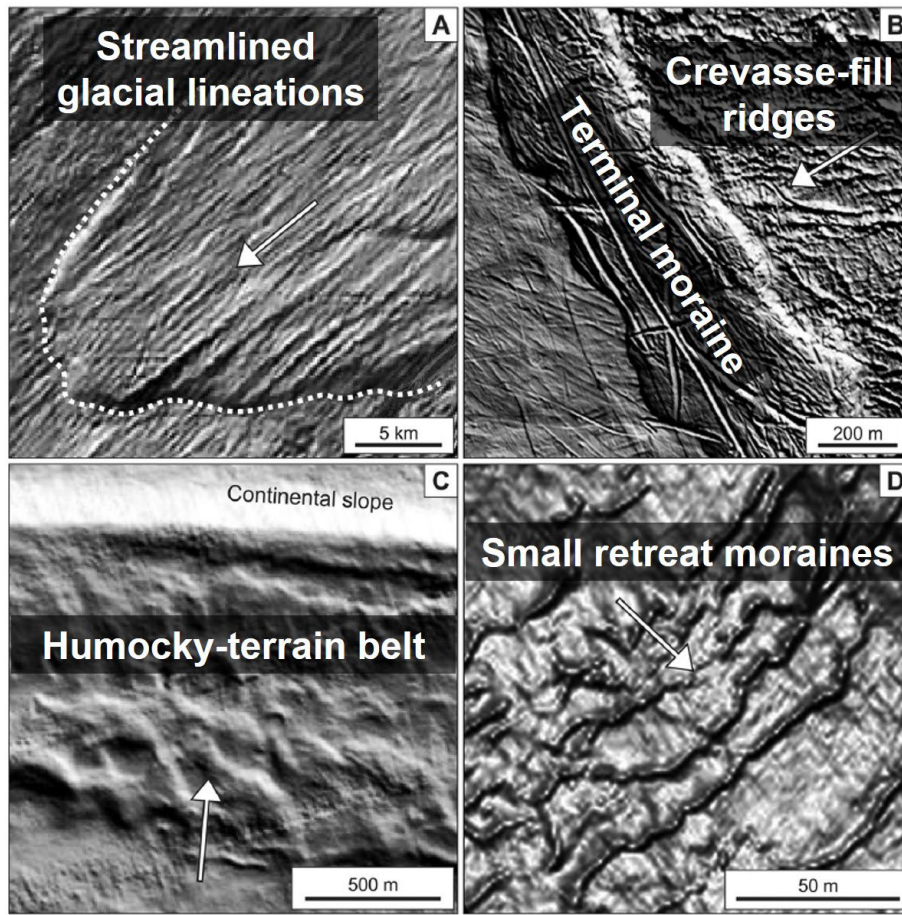 A
Streamlined
glacial lineations
5 km
B
Crevasse-fill
ridges
Terminal moraine
200 m
C
Continental slope
Humocky-terrain belt
500 m
D
Small retreat moraines
50 m